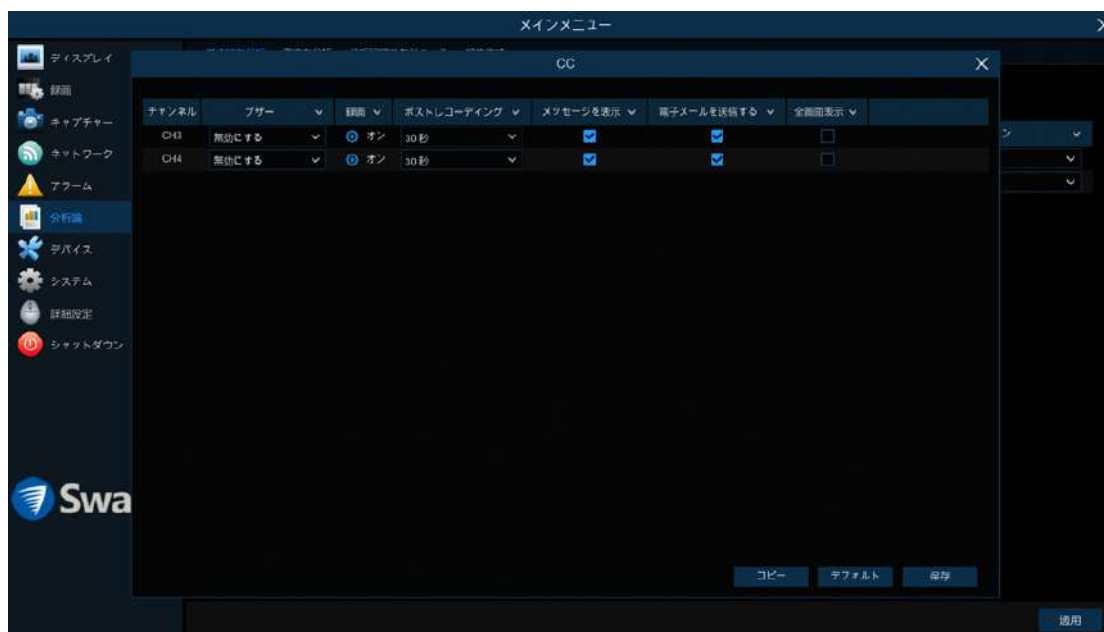 メインメニュー
ディスプレイ
CC
録画
キャプチャー
ネットワーク
アラーム
分析論
デバイス
システム
詳細設定
シャットダウン
チャンネル ブザー 録画 ポストレコーディング メッセージを表示 電子メールを送信する 全画面表示
CH3 無効にする オン 30 秒
CH4 無効にする オン 30 秒
ン
Swa
コピー デフォルト 保存
適用